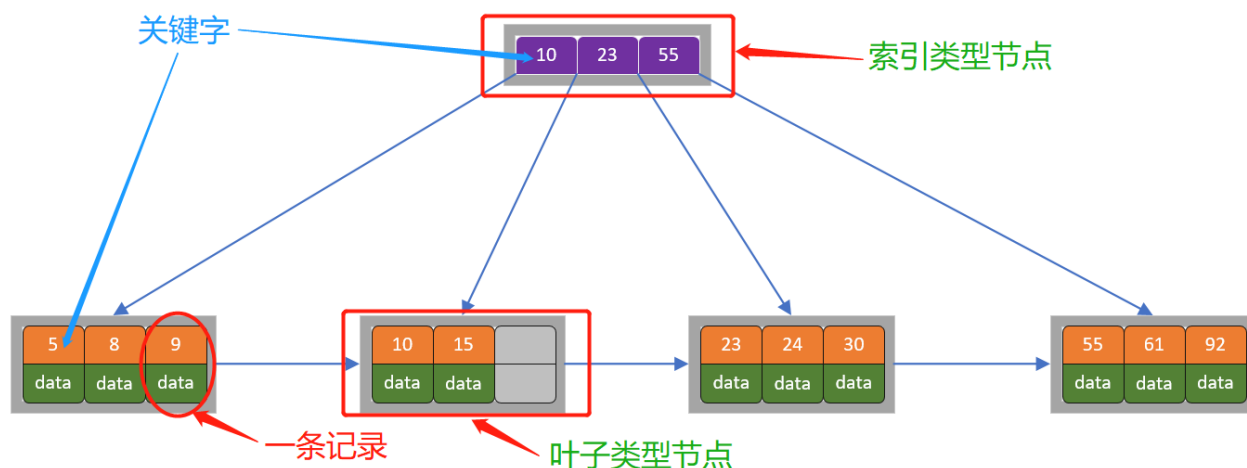 关键字
10 23 55
索引类型节点
5 8 9
data data data
10 15
data data
23 24 30
data data data
55 61 92
data data data
一条记录
叶子类型节点